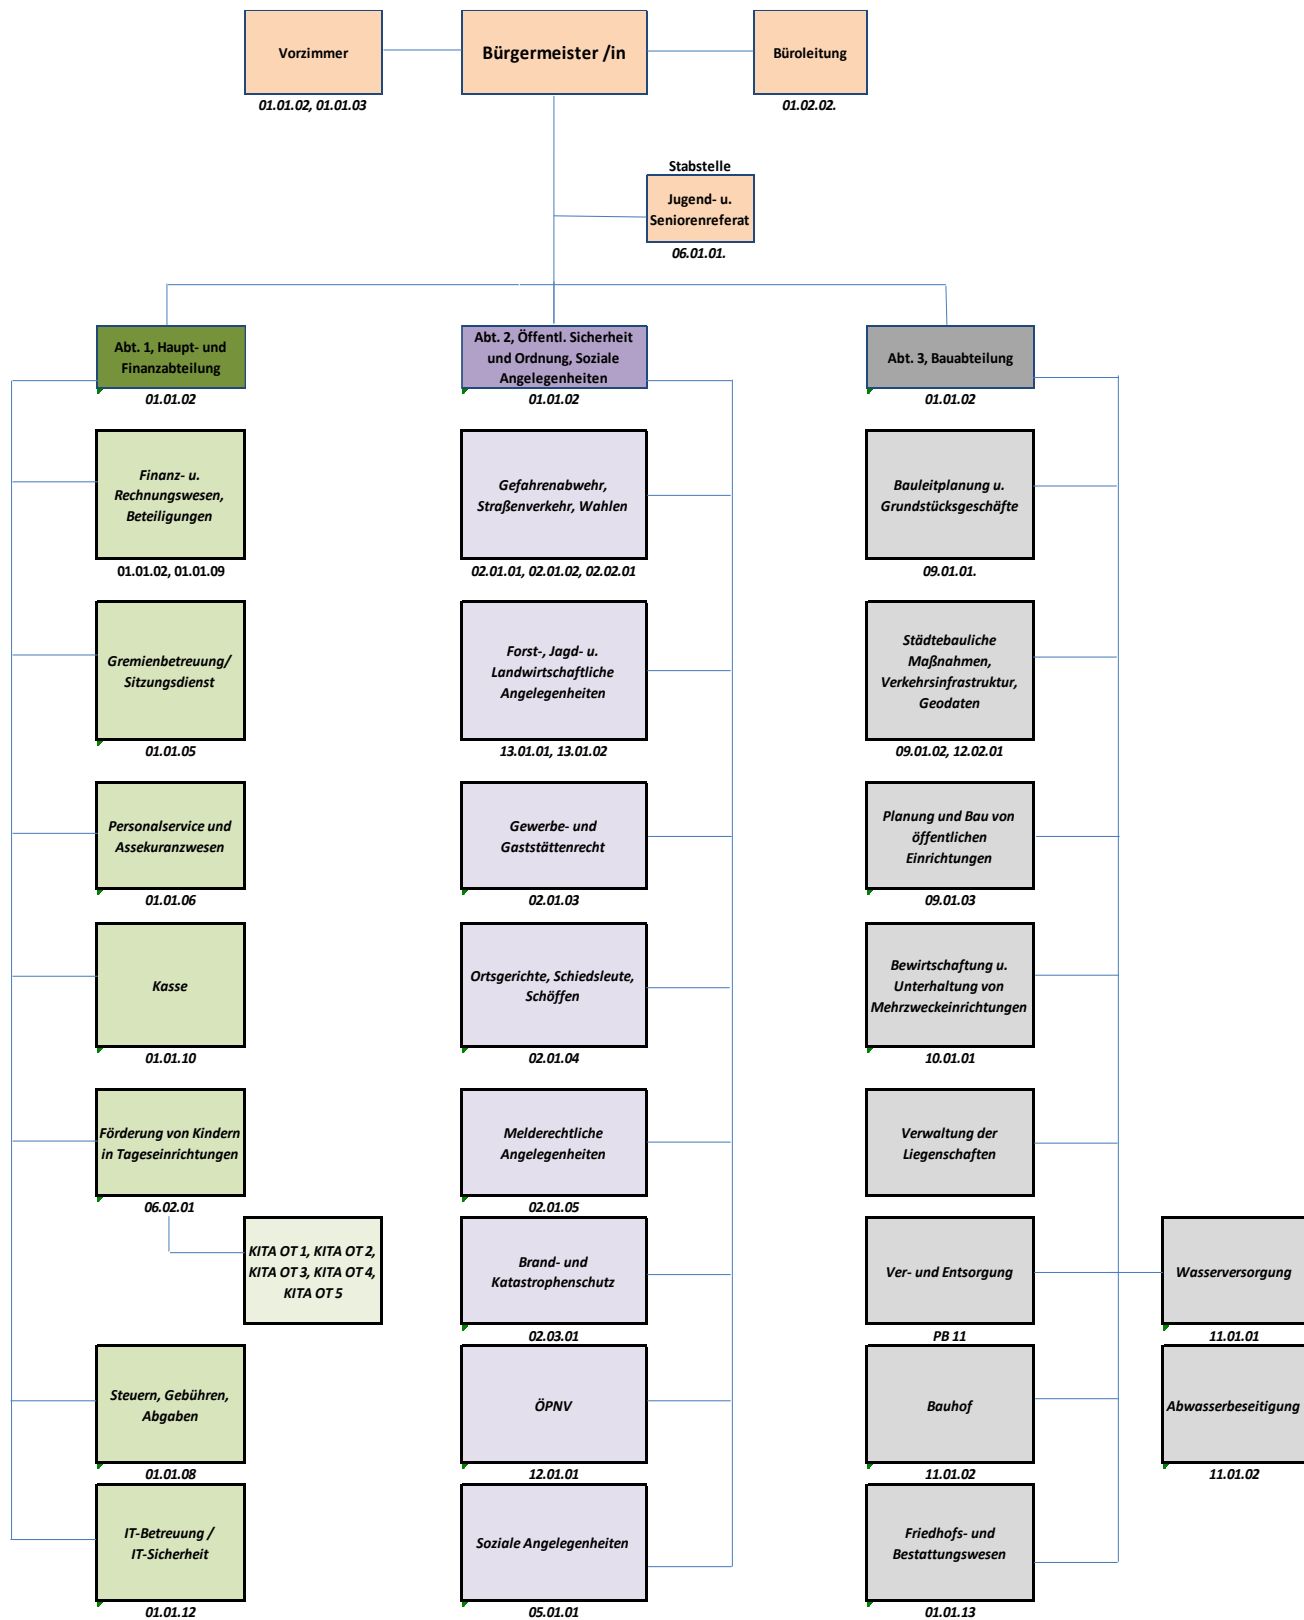 Vorzimmer
Bürgermeister /in
Büroleitung
01.01.02, 01.01.03
01.02.02.
Stabstelle
Jugend- u.
Seniorenreferat
06.01.01.
Abt. 1, Haupt- und
Finanzabteilung
01.01.02
Abt. 2, Öffentl. Sicherheit
und Ordnung, Soziale
Angelegenheiten
01.01.02
Abt. 3, Bauabteilung
01.01.02
Finanz- u.
Rechnungswesen,
Beteiligungen
01.01.02, 01.01.09
Gefahrenabwehr,
Straßenverkehr, Wahlen
02.01.01, 02.01.02, 02.02.01
Bauleitplanung u.
Grundstücksgeschäfte
09.01.01.
Gremienbetreuung/
Sitzungsdienst
01.01.05
Forst-, Jagd- u.
Landwirtschaftliche
Angelegenheiten
13.01.01, 13.01.02
Städtebauliche
Maßnahmen,
Verkehrsinfrastruktur,
Geodaten
09.01.02, 12.02.01
Personalservice und
Assekuranzwesen
01.01.06
Gewerbe- und
Gaststättenrecht
02.01.03
Planung und Bau von
öffentlichen
Einrichtungen
09.01.03
Kasse
01.01.10
Ortsgerichte, Schiedsleute,
Schöffen
02.01.04
Bewirtschaftung u.
Unterhaltung von
Mehrzweckeinrichtungen
10.01.01
Förderung von Kindern
in Tageseinrichtungen
06.02.01
Melderechtliche
Angelegenheiten
02.01.05
Verwaltung der
Liegenschaften
KITA OT 1, KITA OT 2,
KITA OT 3, KITA OT 4,
KITA OT 5
Brand- und
Katastrophenschutz
02.03.01
Ver- und Entsorgung
PB 11
Wasserversorgung
11.01.01
Steuern, Gebühren,
Abgaben
01.01.08
ÖPNV
12.01.01
Bauhof
11.01.02
Abwasserbeseitigung
11.01.02
IT-Betreuung /
IT-Sicherheit
01.01.12
Soziale Angelegenheiten
05.01.01
Friedhofs- und
Bestattungswesen
01.01.13